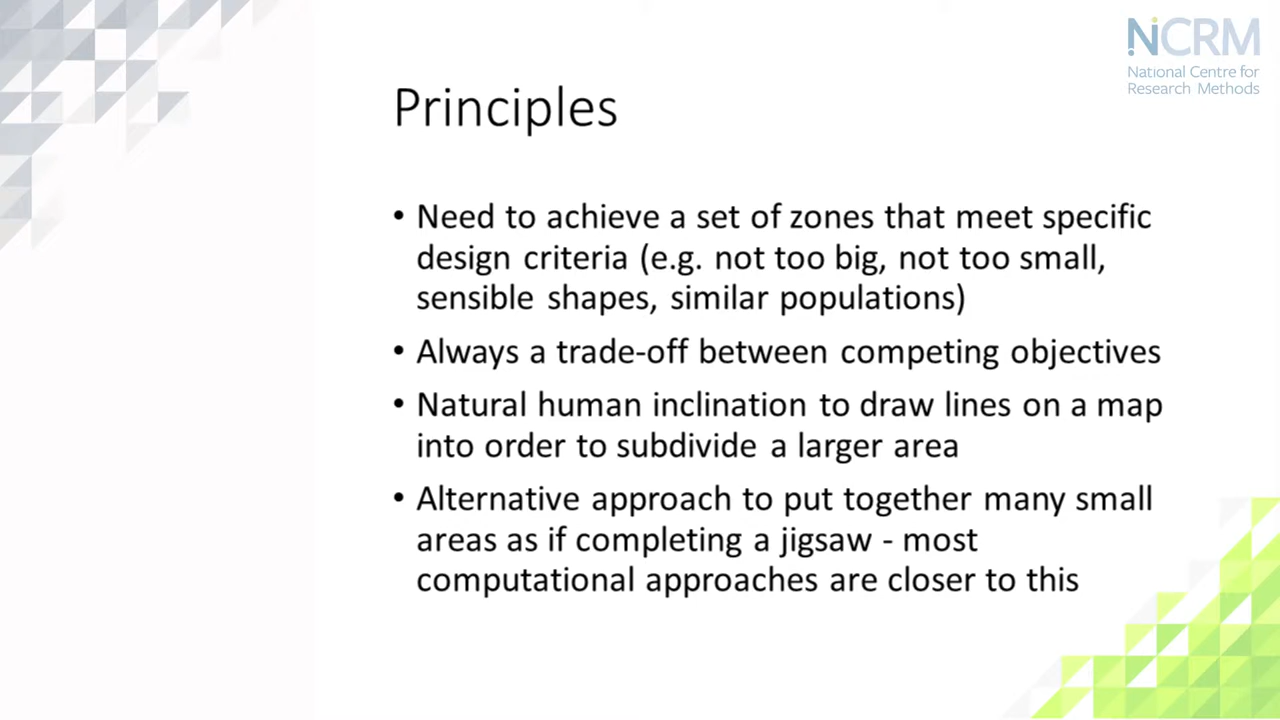 NCRM
National Centre for
Research Methods
Principles
• Need to achieve a set of zones that meet specific
design criteria (e.g. not too big, not too small,
sensible shapes, similar populations)
• Always a trade-off between competing objectives
• Natural human inclination to draw lines on a map
into order to subdivide a larger area
• Alternative approach to put together many small
areas as if completing a jigsaw - most
computational approaches are closer to this